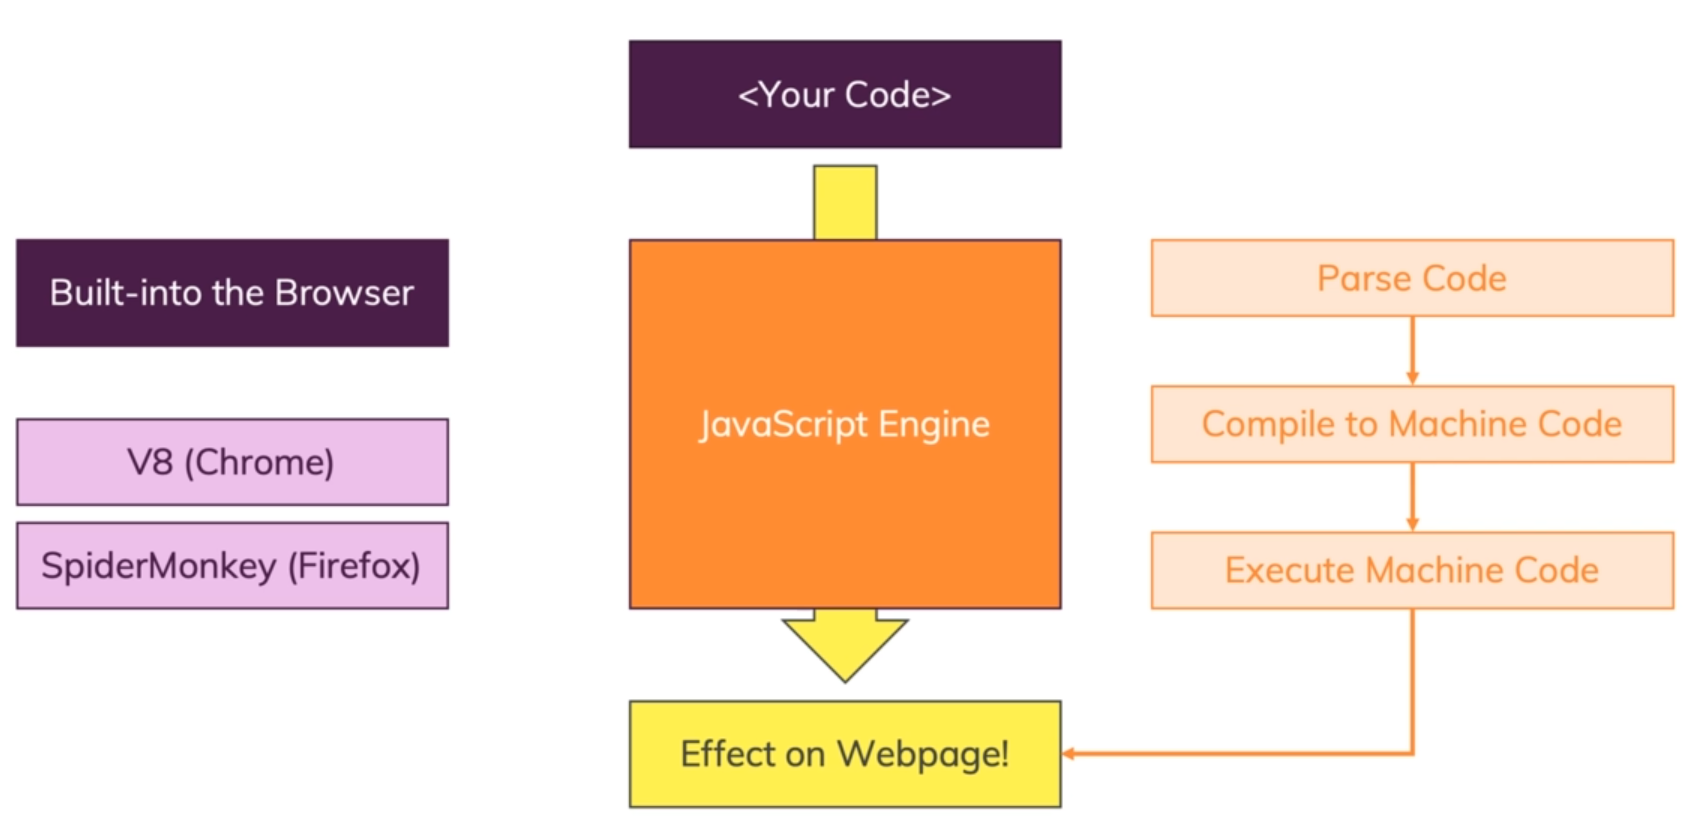 <Your Code>
Built-into the Browser
V8 (Chrome)
SpiderMonkey (Firefox)
JavaScript Engine
Parse Code
Compile to Machine Code
Execute Machine Code
Effect on Webpage!